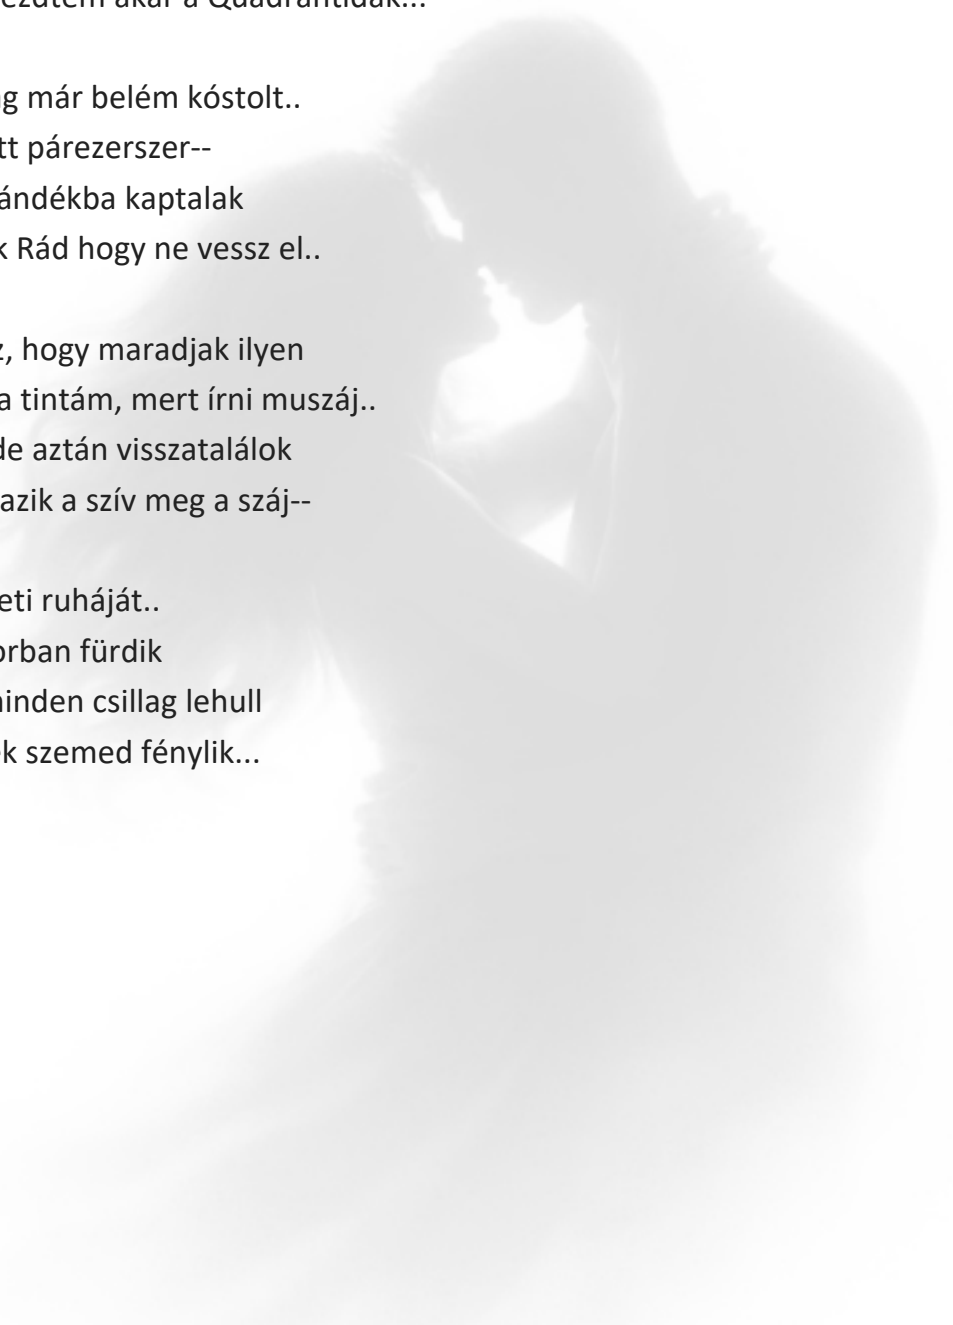 ezdtem akár a Quadrantidák...
g már belém kóstolt..
tt párezerszer--
ándékba kaptalak
k Rád hogy ne vessz el..
z, hogy maradjak ilyen
a tintám, mert írni muszáj..
de aztán visszatalálok
azik a szív meg a száj--
eti ruháját..
orban fürdik
minden csillag lehull
k szemed fénylik...